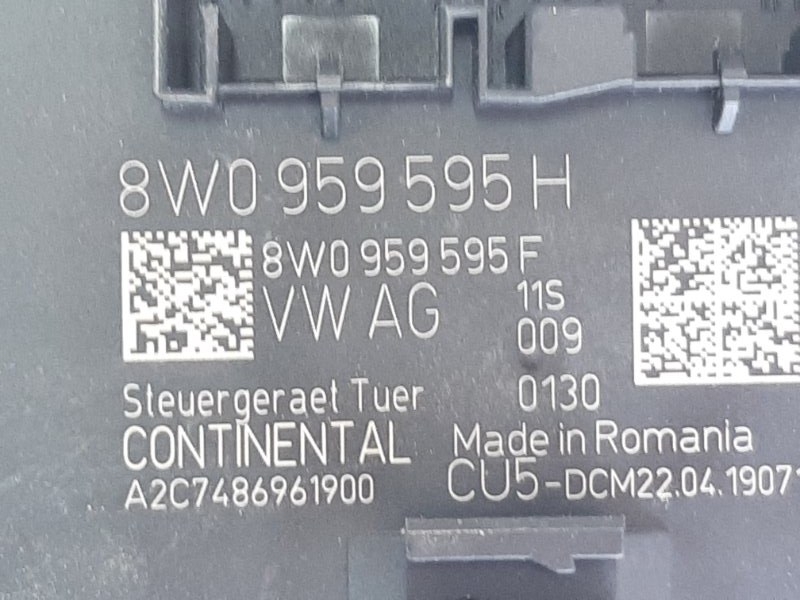 8W0 959 595 H
8W0 959 595 F
VW AG
11S
009
Steuergeraet Tuer 0130
CONTINENTAL Made in Romania
A2C7486961900 CU5-DCM22.04.19071